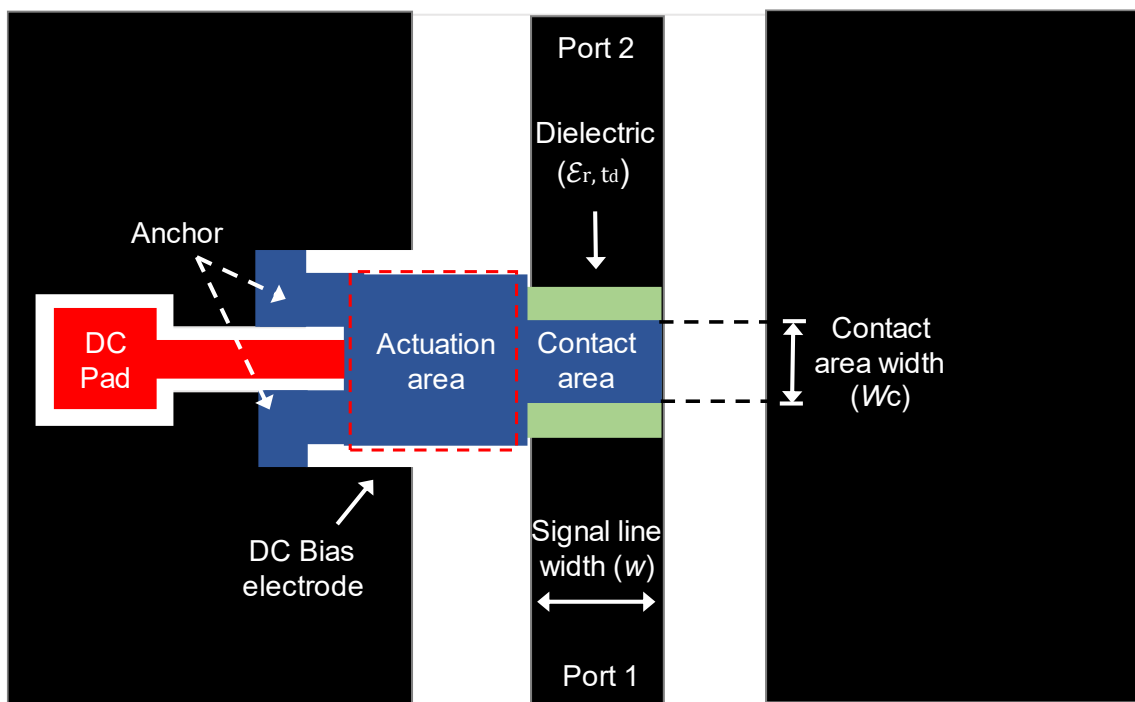 Port 2
Dielectric
(Ɛr, td)
Anchor
DC
Pad
Actuation
area
Contact
area
Contact
area width
(Wc)
DC Bias
electrode
Signal line
width (w)
Port 1